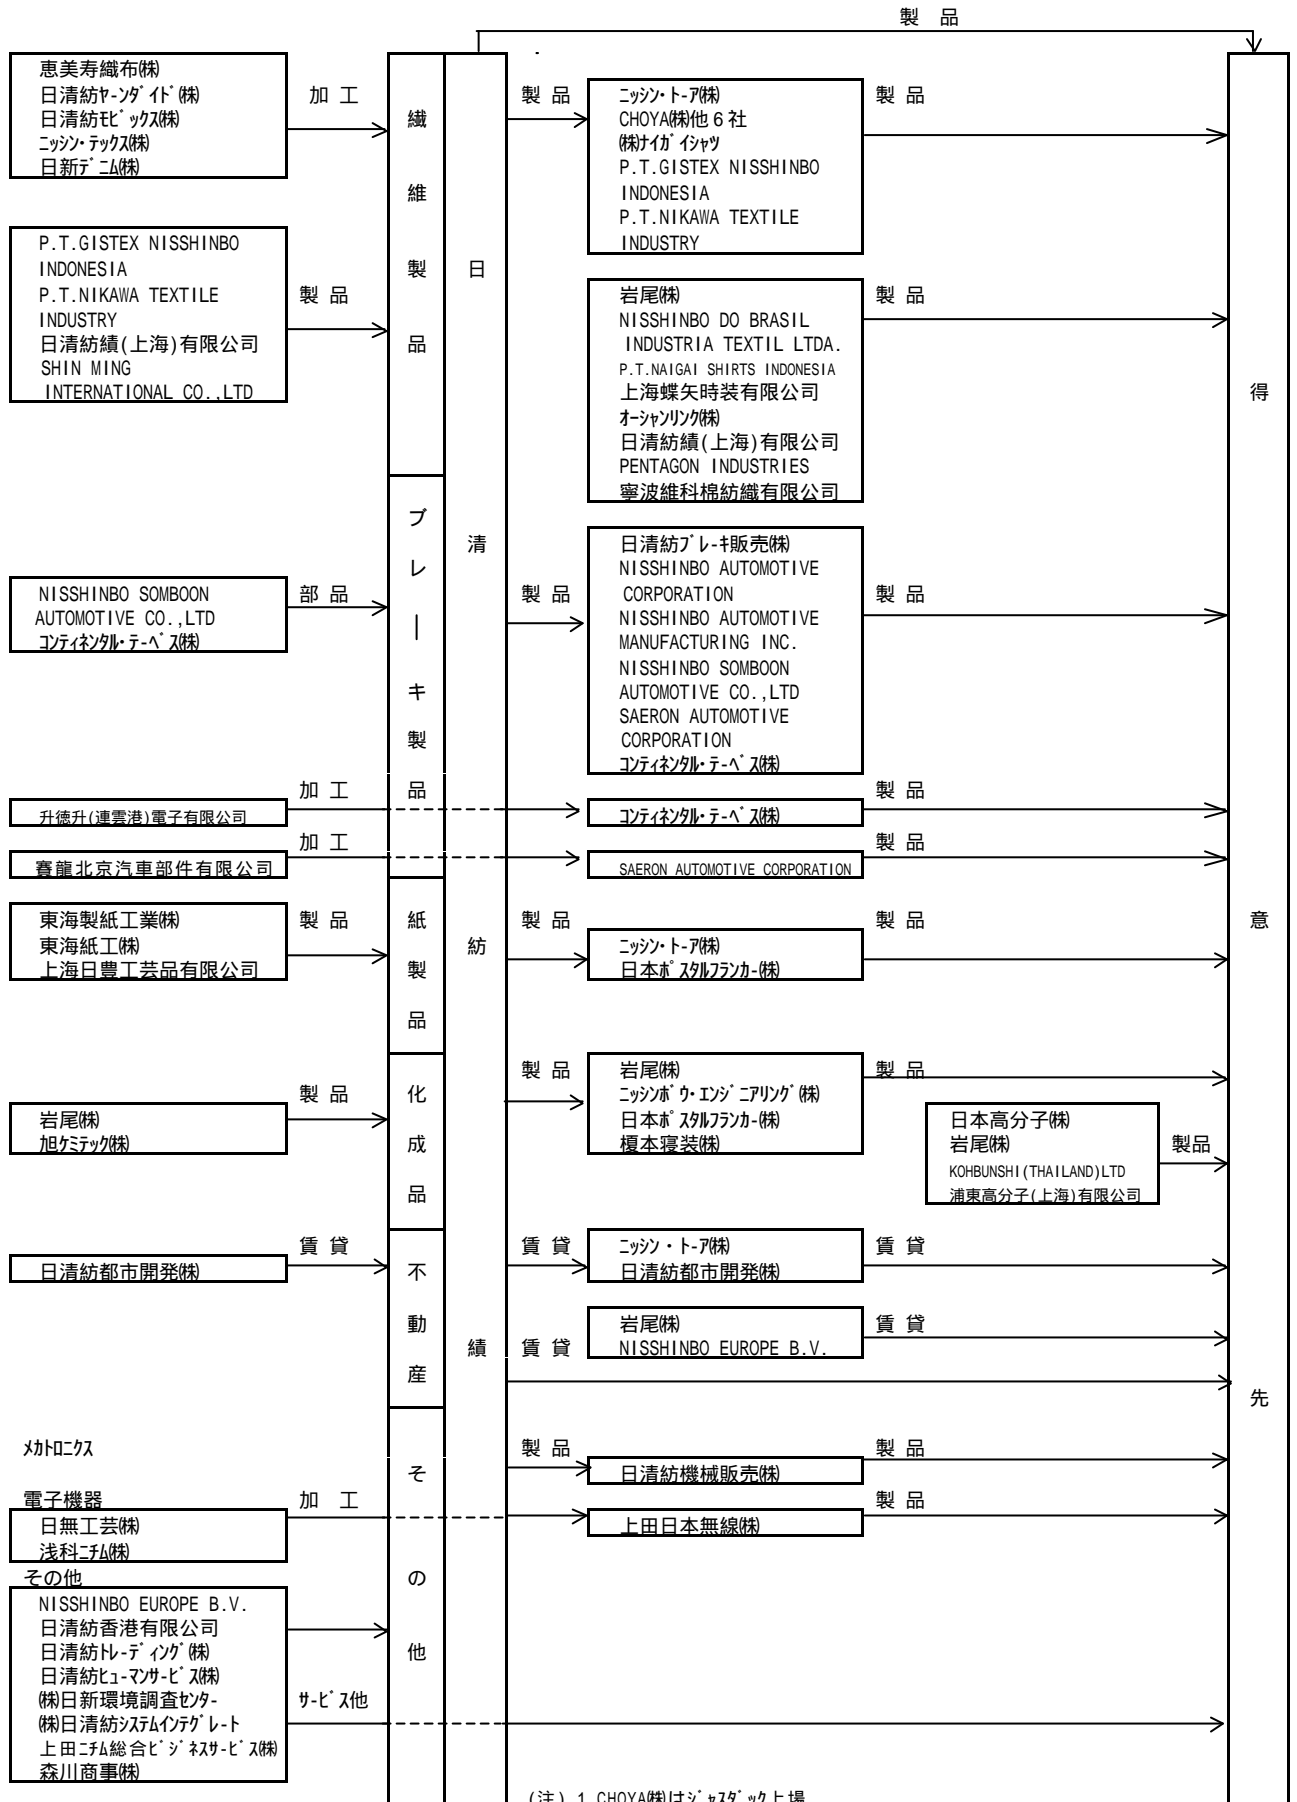 製 品
恵美寿織布㈱
日清紡ﾔｰﾝﾀﾞｲﾄﾞ㈱
日清紡ﾓﾋﾞｯｸｽ㈱
ﾆｯｼﾝ･ﾃｯｸｽ㈱
日新ﾃﾞﾆﾑ㈱
加 工
P.T.GISTEX NISSHINBO
INDONESIA
P.T.NIKAWA TEXTILE
INDUSTRY
日清紡績(上海)有限公司
SHIN MING
INTERNATIONAL CO.,LTD
製 品
繊維製品
日清紡績
製 品
ﾆｯｼﾝ･ﾄｰｱ㈱
CHOYA㈱他６社
㈱ﾅｲｶﾞｲｼｬﾂ
P.T.GISTEX NISSHINBO
INDONESIA
P.T.NIKAWA TEXTILE
INDUSTRY
製 品
岩尾㈱
NISSHINBO DO BRASIL
INDUSTRIA TEXTIL LTDA.
P.T.NAIGAI SHIRTS INDONESIA
上海蝶矢時装有限公司
ｵｰｼｬﾝﾘﾝｸ㈱
日清紡績(上海)有限公司
PENTAGON INDUSTRIES
寧波維科棉紡織有限公司
製 品
得意先
NISSHINBO SOMBOON
AUTOMOTIVE CO.,LTD
ｺﾝﾃｨﾈﾝﾀﾙ･ﾃｰﾍﾞｽ㈱
部 品
ブレーキ製品
製 品
日清紡ﾌﾞﾚｰｷ販売㈱
NISSHINBO AUTOMOTIVE
CORPORATION
NISSHINBO AUTOMOTIVE
MANUFACTURING INC.
NISSHINBO SOMBOON
AUTOMOTIVE CO.,LTD
SAERON AUTOMOTIVE
CORPORATION
ｺﾝﾃｨﾈﾝﾀﾙ･ﾃｰﾍﾞｽ㈱
製 品
升徳升(連雲港)電子有限公司
加 工
ｺﾝﾃｨﾈﾝﾀﾙ･ﾃｰﾍﾞｽ㈱
製 品
賽龍北京汽車部件有限公司
加 工
SAERON AUTOMOTIVE CORPORATION
製 品
東海製紙工業㈱
東海紙工㈱
上海日豊工芸品有限公司
製 品
紙製品
製 品
ﾆｯｼﾝ･ﾄｰｱ㈱
日本ﾎﾟｽﾀﾙﾌﾗﾝｶｰ㈱
製 品
岩尾㈱
旭ｹﾐﾃｯｸ㈱
製 品
化成品
製 品
岩尾㈱
ﾆｯｼﾝﾎﾞｳ･ｴﾝｼﾞﾆｱﾘﾝｸﾞ㈱
日本ﾎﾟｽﾀﾙﾌﾗﾝｶｰ㈱
榎本寝装㈱
製 品
日本高分子㈱
岩尾㈱
KOHBUNSHI(THAILAND)LTD
浦東高分子(上海)有限公司
製品
日清紡都市開発㈱
賃 貸
不動産
賃 貸
ﾆｯｼﾝ・ﾄｰｱ㈱
日清紡都市開発㈱
賃 貸
賃 貸
岩尾㈱
NISSHINBO EUROPE B.V.
賃 貸
ﾒｶﾄﾛﾆｸｽ
その他
製 品
日清紡機械販売㈱
製 品
電子機器
日無工芸㈱
浅科ﾆﾁﾑ㈱
加 工
上田日本無線㈱
製 品
その他
NISSHINBO EUROPE B.V.
日清紡香港有限公司
日清紡ﾄﾚｰﾃﾞｨﾝｸﾞ㈱
日清紡ﾋｭｰﾏﾝｻｰﾋﾞｽ㈱
㈱日新環境調査ｾﾝﾀｰ
㈱日清紡ｼｽﾃﾑｲﾝﾃｸﾞﾚｰﾄ
上田ﾆﾁﾑ総合ﾋﾞｼﾞﾈｽｻｰﾋﾞｽ㈱
森川商事㈱
ｻｰﾋﾞｽ他
(注) 1 CHOYA㈱はｼﾞｬｽﾀﾞｯｸ上場